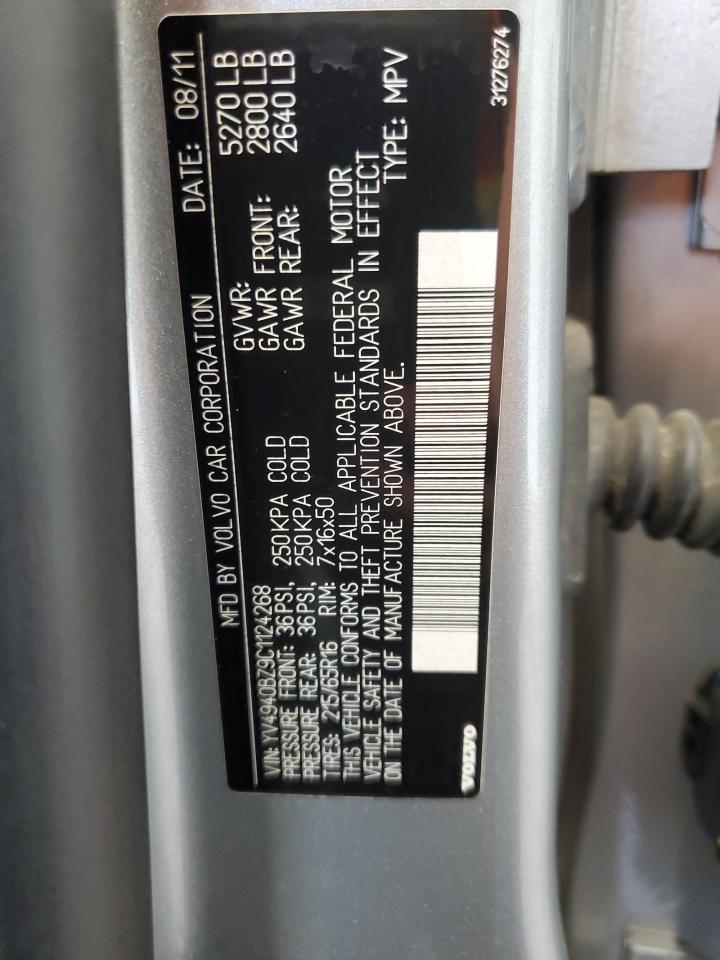 MFD BY VOLVO CAR CORPORATION DATE: 08/11
GVWR: 5270 LB
GAWR FRONT: 2800 LB
GAWR REAR: 2640 LB
VIN: YV4940BZ9C1124268
PRESSURE FRONT: 36PSI, 250KPA COLD
PRESSURE REAR: 36PSI, 250KPA COLD
TIRES: 215/65R16 RIM: 7x16x50
THIS VEHICLE CONFORMS TO ALL APPLICABLE FEDERAL MOTOR
VEHICLE SAFETY AND THEFT PREVENTION STANDARDS IN EFFECT
ON THE DATE OF MANUFACTURE SHOWN ABOVE. TYPE: MPV
VOLVO 31276274